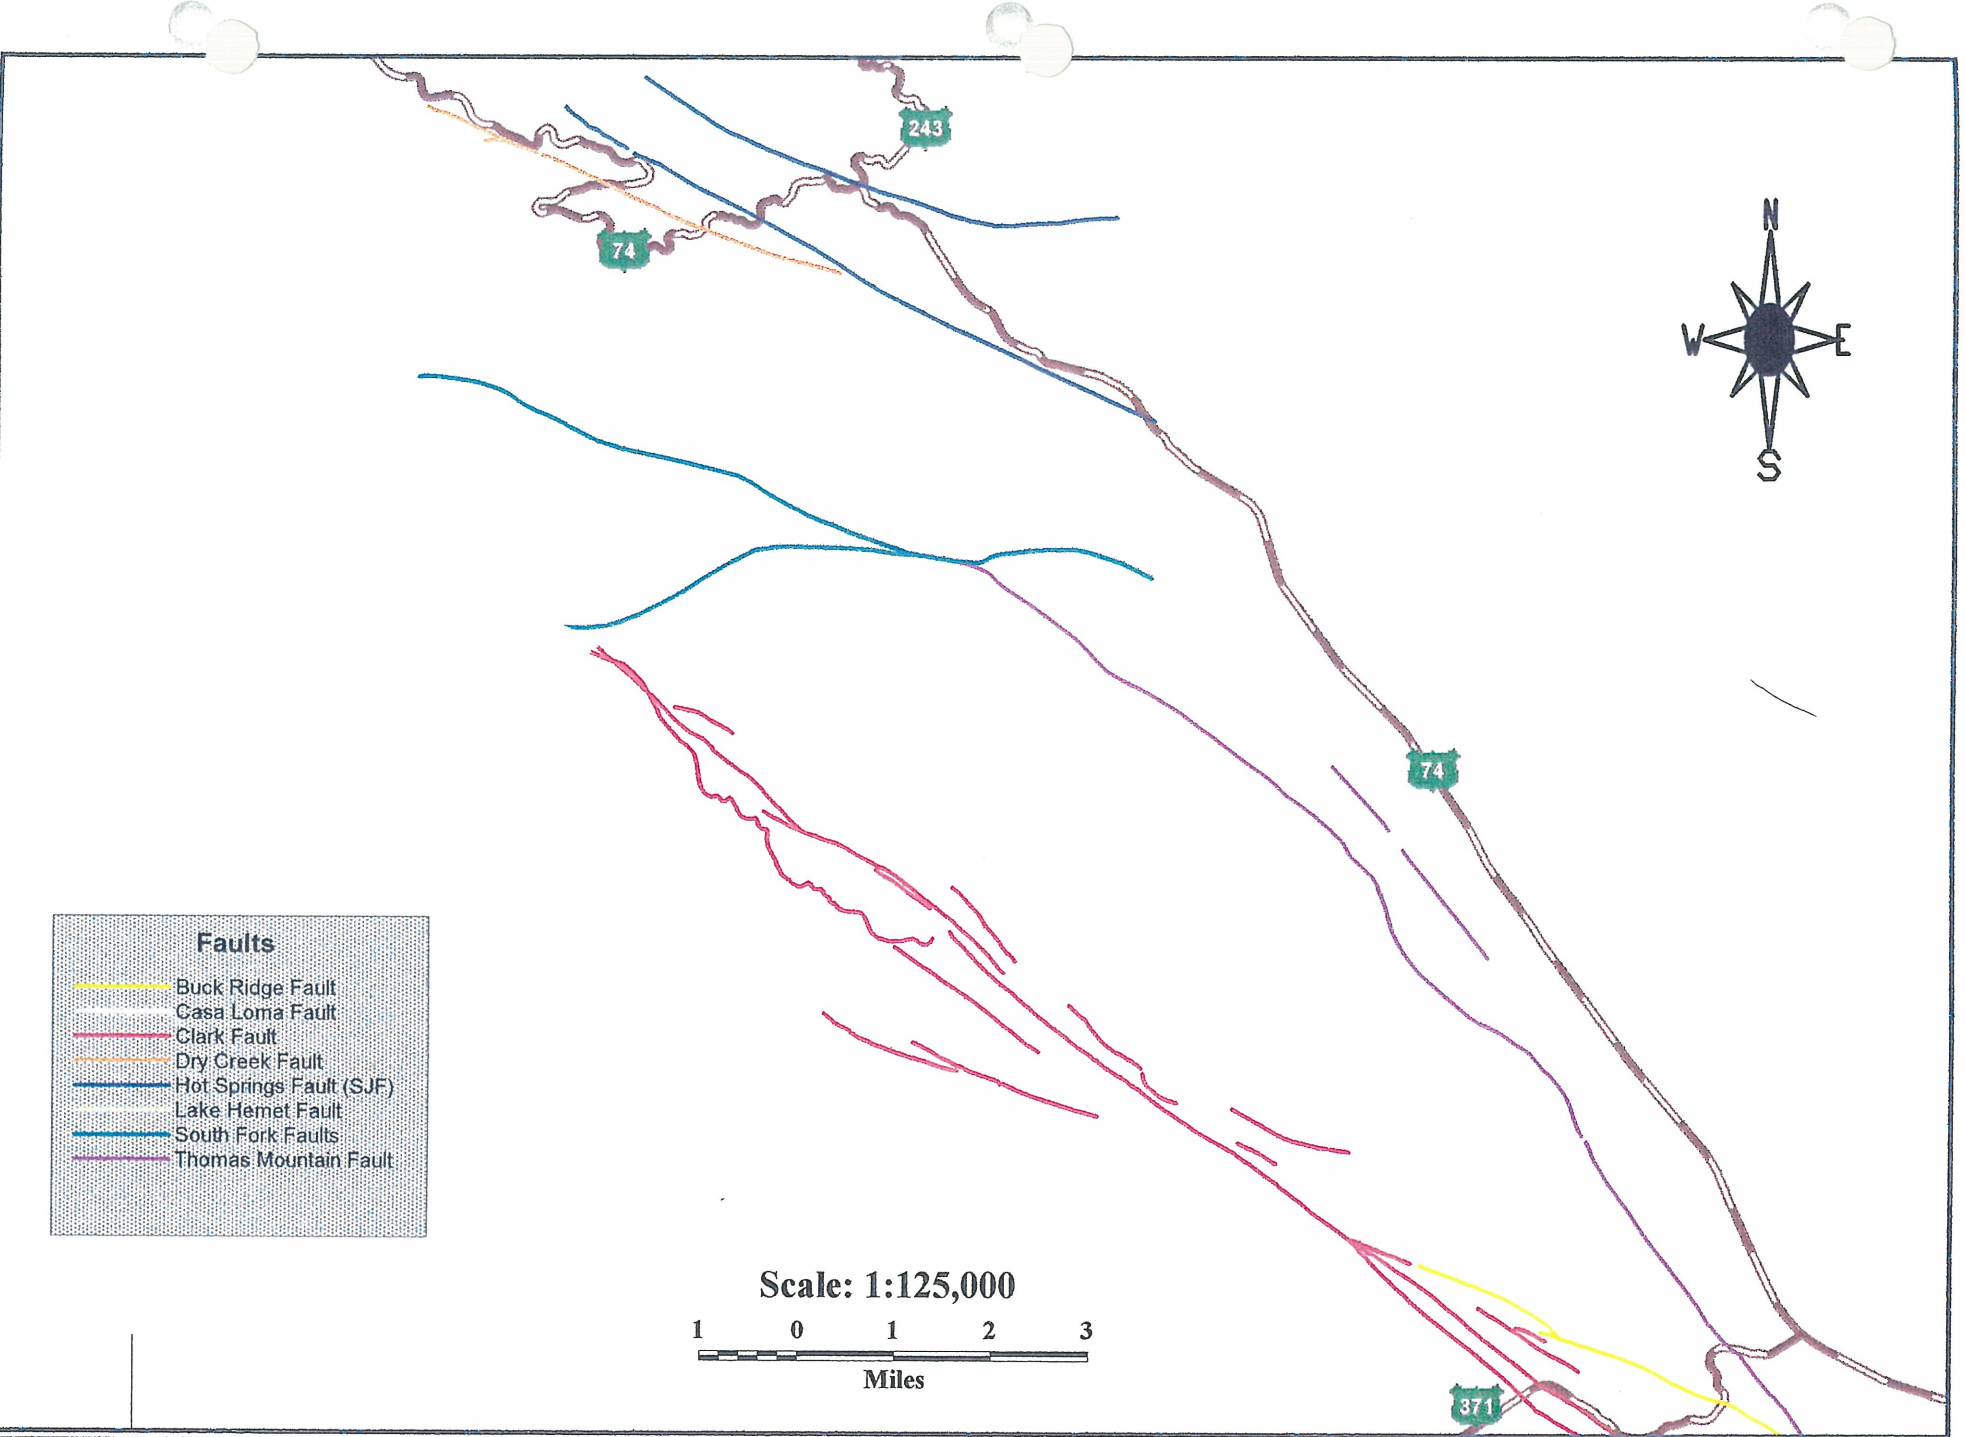 243
74
N
W E
S
74
Faults
Buck Ridge Fault
Casa Loma Fault
Clark Fault
Dry Creek Fault
Hot Springs Fault (SJF)
Lake Hemet Fault
South Fork Faults
Thomas Mountain Fault
Scale: 1:125,000
1 0 1 2 3
Miles
371